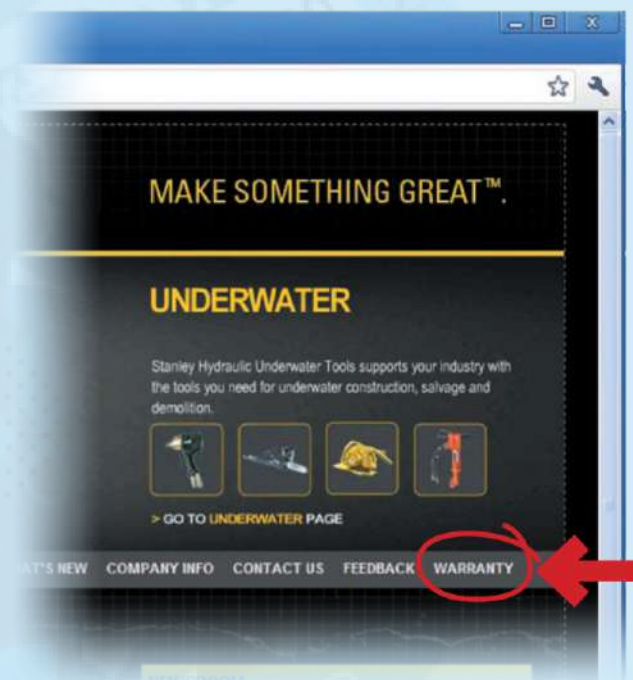 MAKE SOMETHING GREAT™.
UNDERWATER
Stanley Hydraulic Underwater Tools supports your industry with
the tools you need for underwater construction, salvage and
demolition.
> GO TO UNDERWATER PAGE
NEW COMPANY INFO CONTACT US FEEDBACK WARRANTY